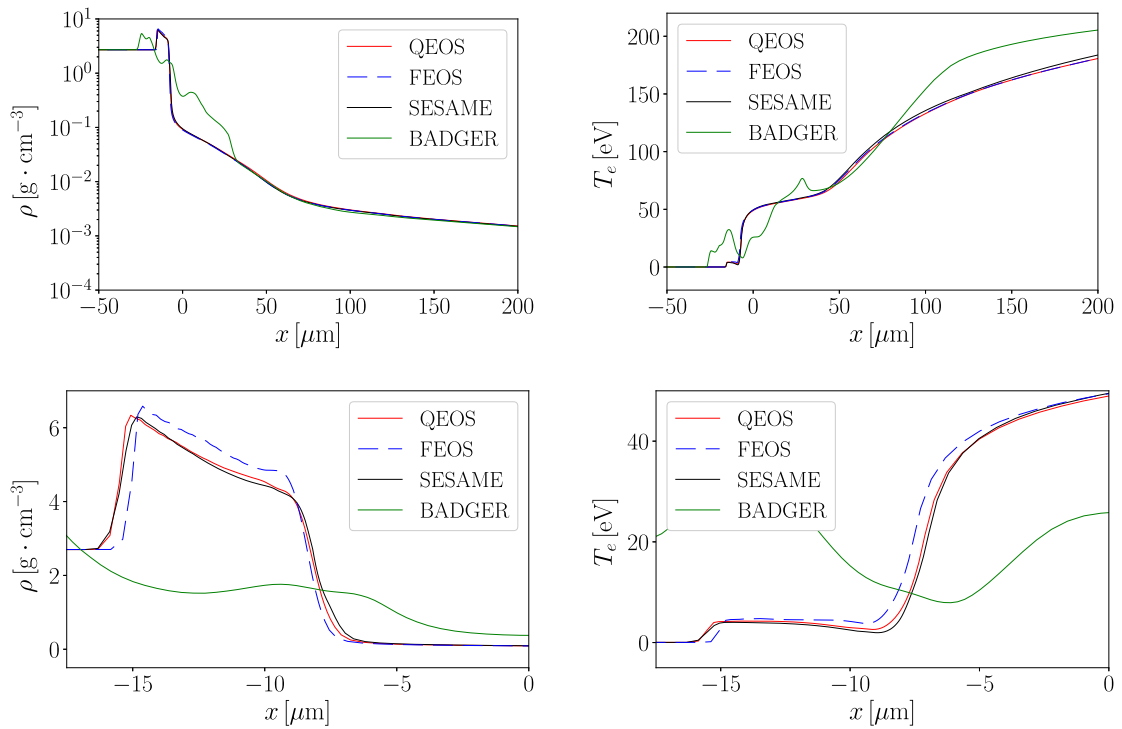 10¹
10⁰
10⁻¹
10⁻²
10⁻³
10⁻⁴
ρ [g · cm⁻³]
−50 0 50 100 150 200
x [μm]
QEOS
FEOS
SESAME
BADGER
200
150
100
50
0
Tₑ [eV]
−50 0 50 100 150 200
x [μm]
QEOS
FEOS
SESAME
BADGER
6
4
2
0
ρ [g · cm⁻³]
−15 −10 −5 0
x [μm]
QEOS
FEOS
SESAME
BADGER
40
20
0
Tₑ [eV]
−15 −10 −5 0
x [μm]
QEOS
FEOS
SESAME
BADGER